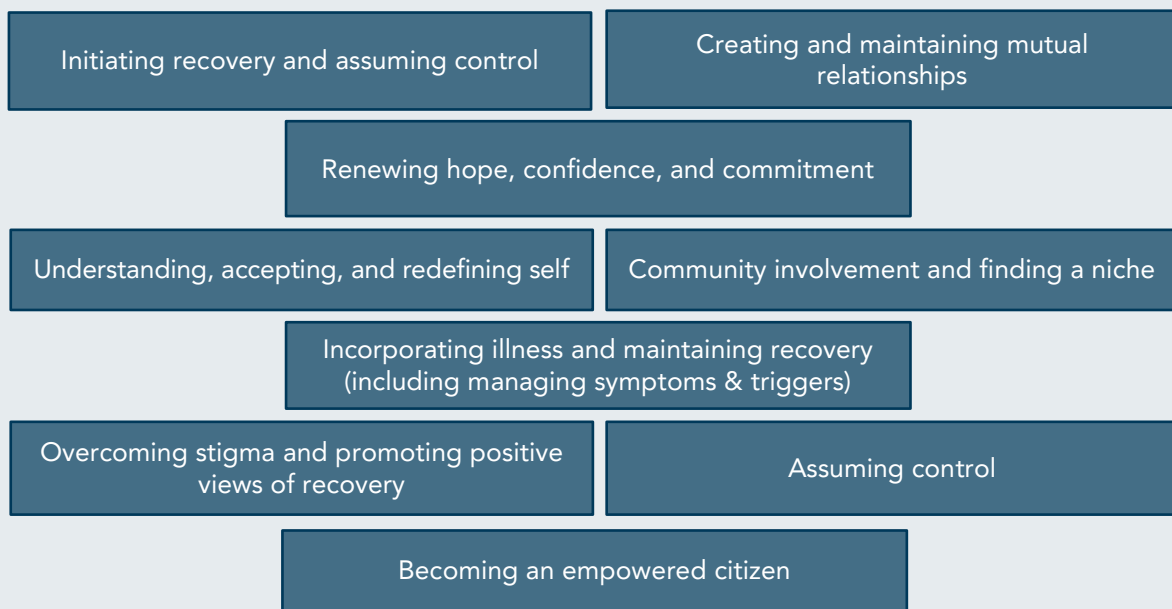 Initiating recovery and assuming control
Creating and maintaining mutual
relationships
Renewing hope, confidence, and commitment
Understanding, accepting, and redefining self
Community involvement and finding a niche
Incorporating illness and maintaining recovery
(including managing symptoms & triggers)
Overcoming stigma and promoting positive
views of recovery
Assuming control
Becoming an empowered citizen